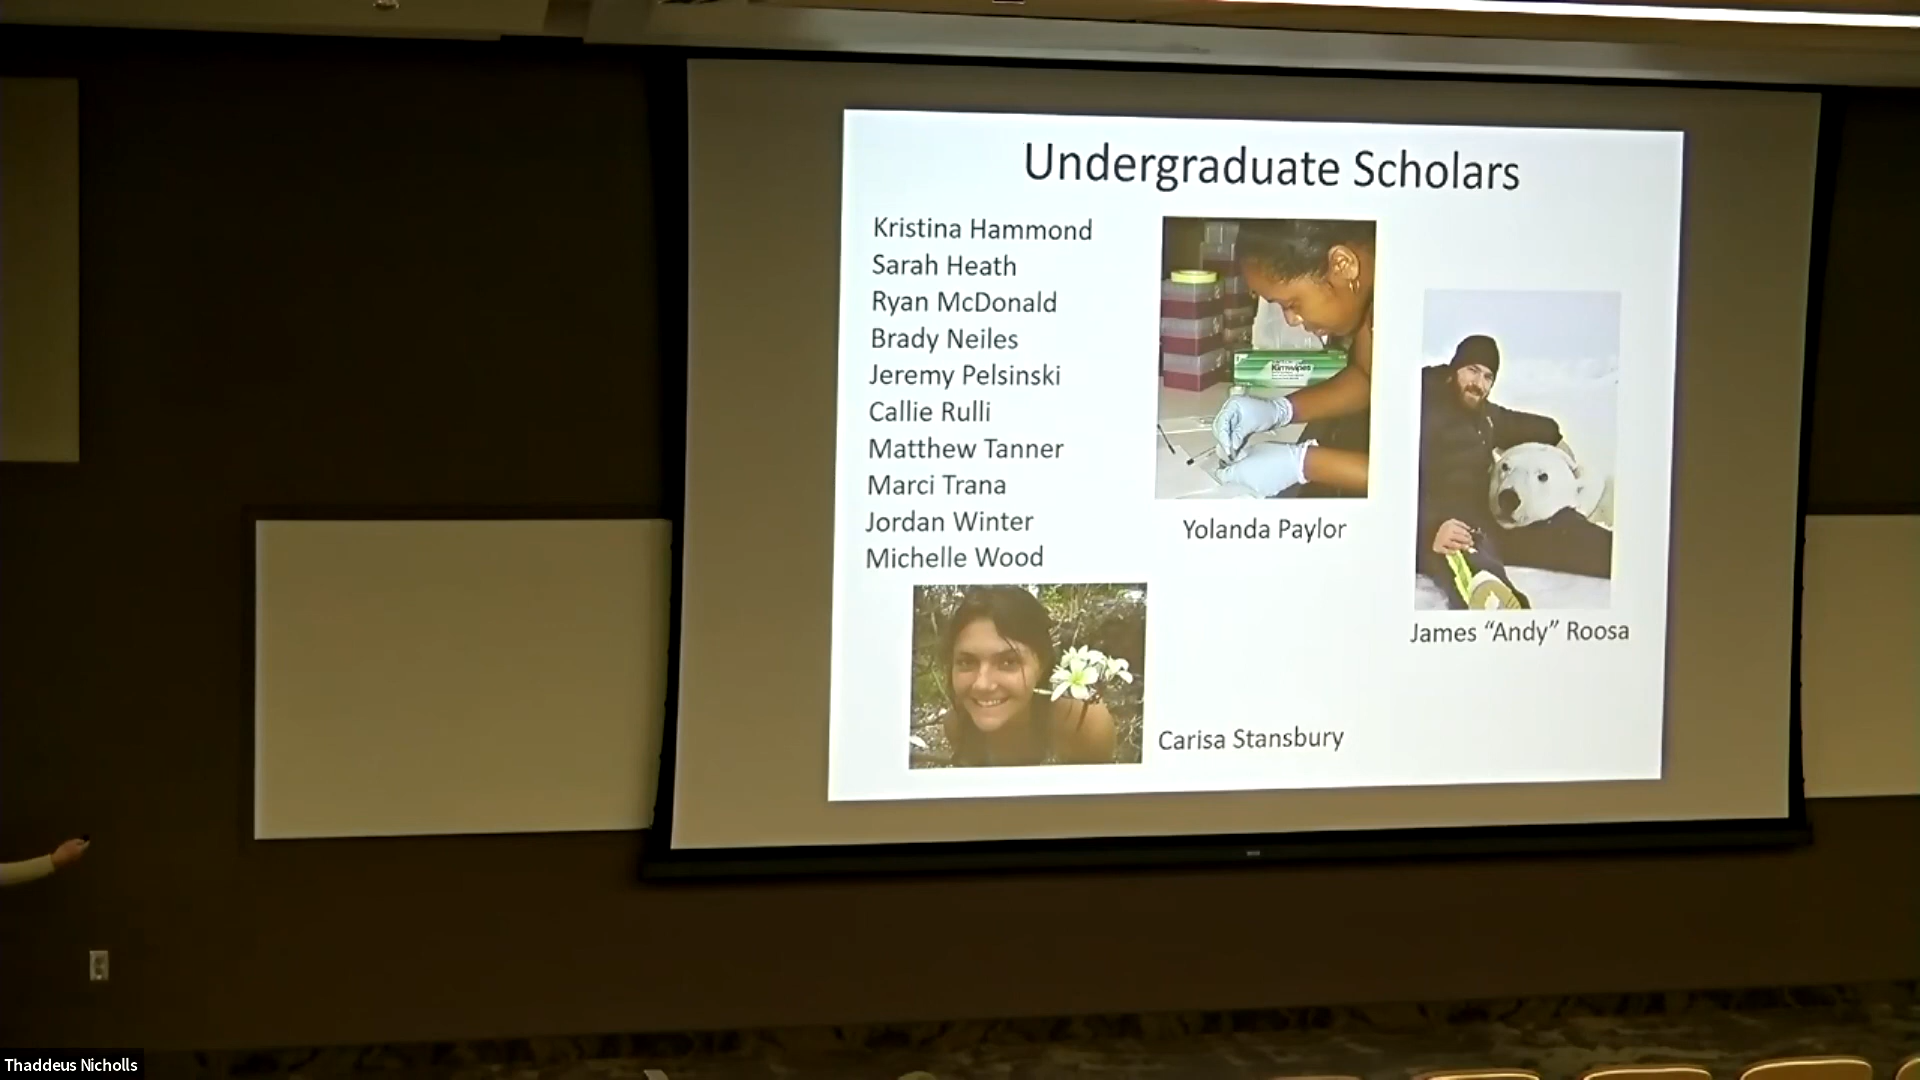 Undergraduate Scholars
Kristina Hammond
Sarah Heath
Ryan McDonald
Brady Neiles
Jeremy Pelsinski
Callie Rulli
Matthew Tanner
Marci Trana
Jordan Winter
Michelle Wood
Kimwipes
Yolanda Paylor
James “Andy” Roosa
Carisa Stansbury
Thaddeus Nicholls